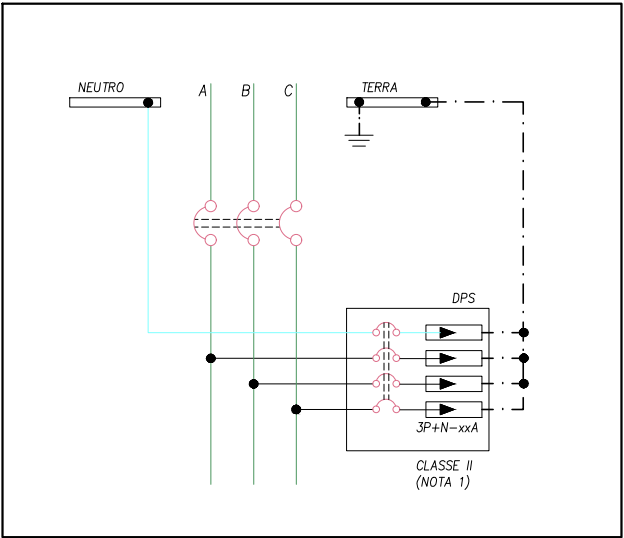 NEUTRO
A
B
C
TERRA
DPS
3P+N-xxA
CLASSE II
(NOTA 1)